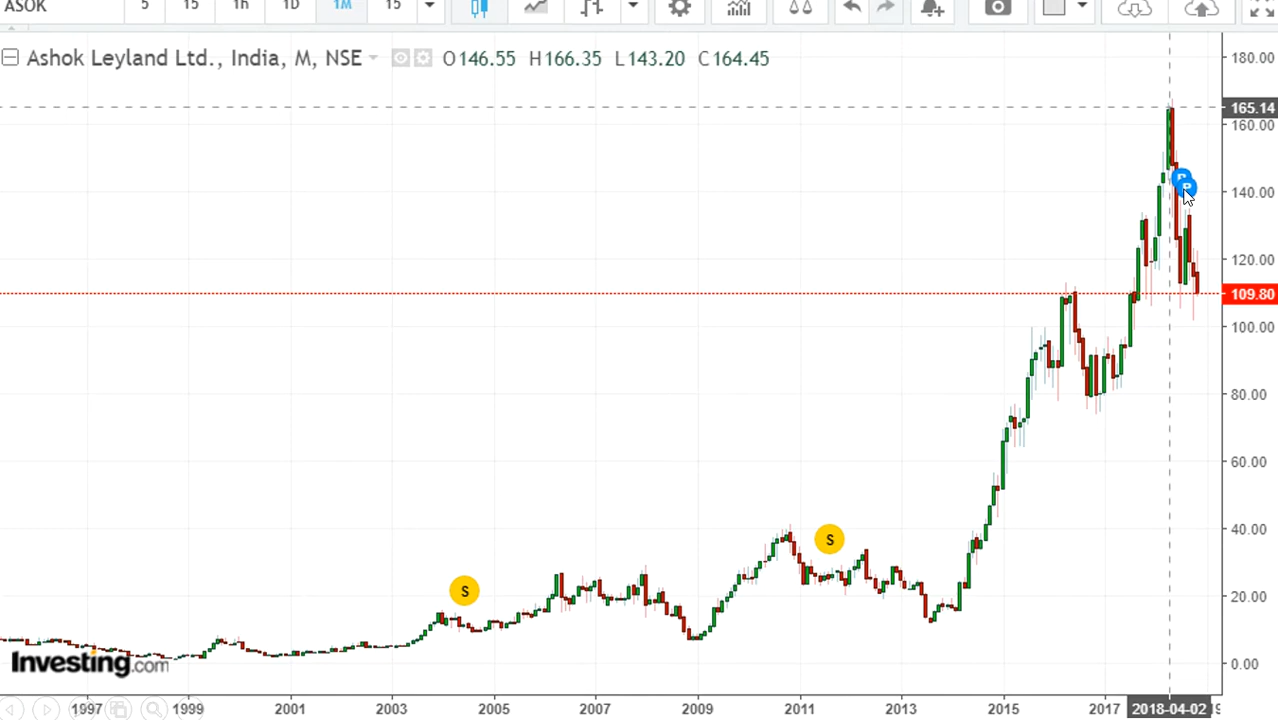 ASOK 5 15 1h 1D 1M 15
Ashok Leyland Ltd., India, M, NSE O146.55 H166.35 L143.20 C164.45
180.00
165.14
160.00
140.00
120.00
109.80
100.00
80.00
60.00
40.00
S
S
20.00
0.00
Investing.com
1997 1999 2001 2003 2005 2007 2009 2011 2013 2015 2017 2018-04-02